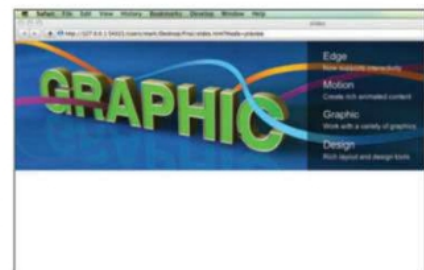 Safari File Edit View History Bookmarks Develop Window Help
GRAPHIC
Edge
Now supports interactivity
Motion
Create rich animated content
Graphic
Work with a variety of graphics
Design
Rich layout and design tools